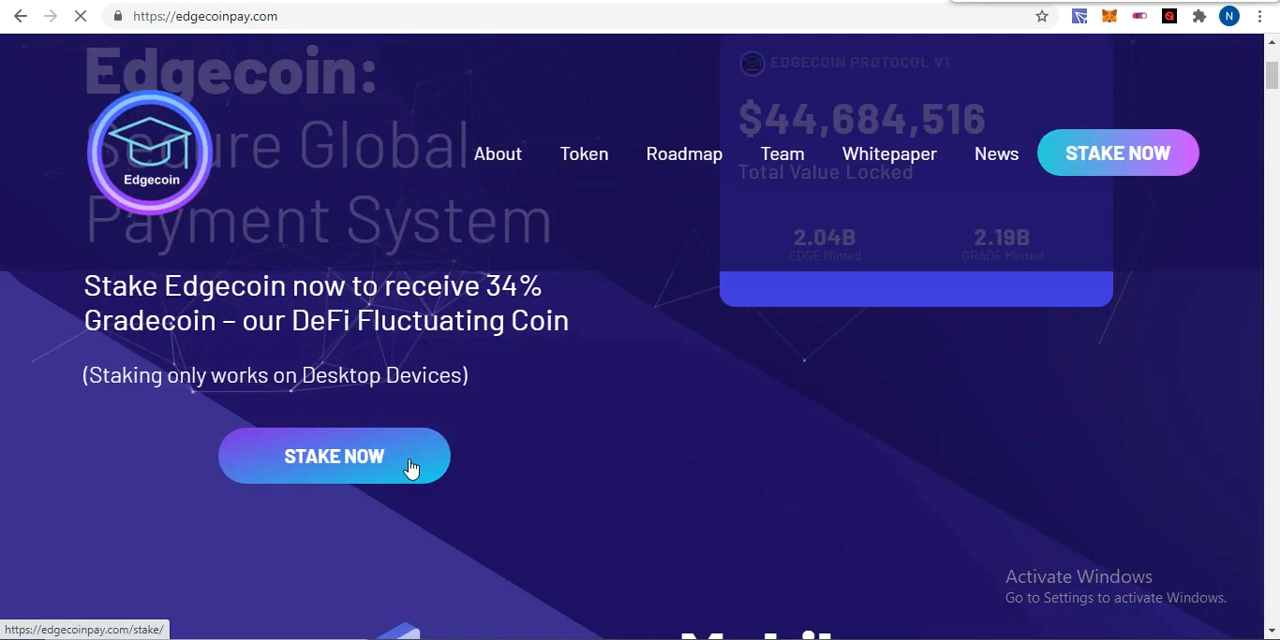 https://edgecoinpay.com
N
Edgecoin:
Secure Global
Payment System
Edgecoin
About
Token
Roadmap
Team
Whitepaper
News
STAKE NOW
EDGECOIN PROTOCOL V1
$44,684,516
Total Value Locked
2.04B
EDGE Minted
2.19B
GRADE Minted
Stake Edgecoin now to receive 34%
Gradecoin – our DeFi Fluctuating Coin
(Staking only works on Desktop Devices)
STAKE NOW
Activate Windows
Go to Settings to activate Windows.
https://edgecoinpay.com/stake/